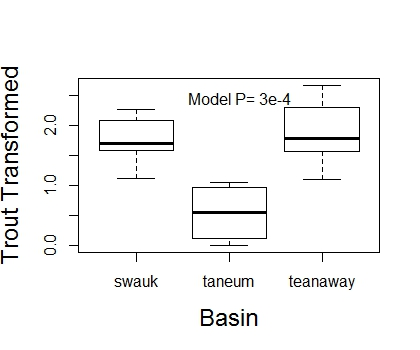 Model P= 3e-4
Trout Transformed
2.0
1.0
0.0
swauk taneum teanaway
Basin